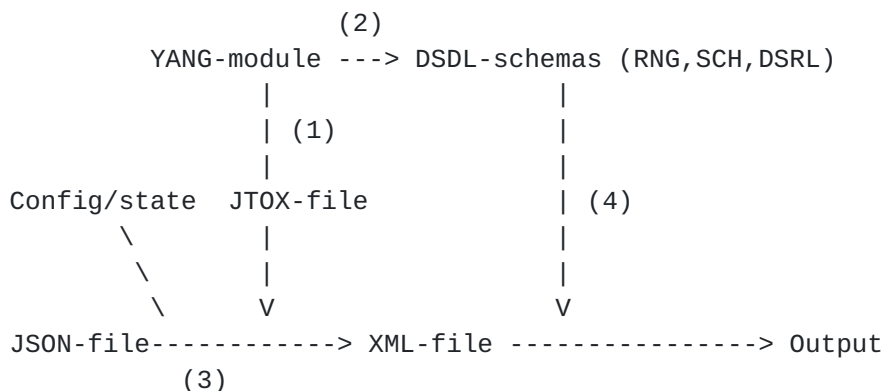 (2)
YANG-module ---> DSDL-schemas (RNG,SCH,DSRL)
| |
| (1) |
| |
Config/state JTOX-file | (4)
\ | |
\ | |
\ V V
JSON-file------------> XML-file ----------------> Output
(3)